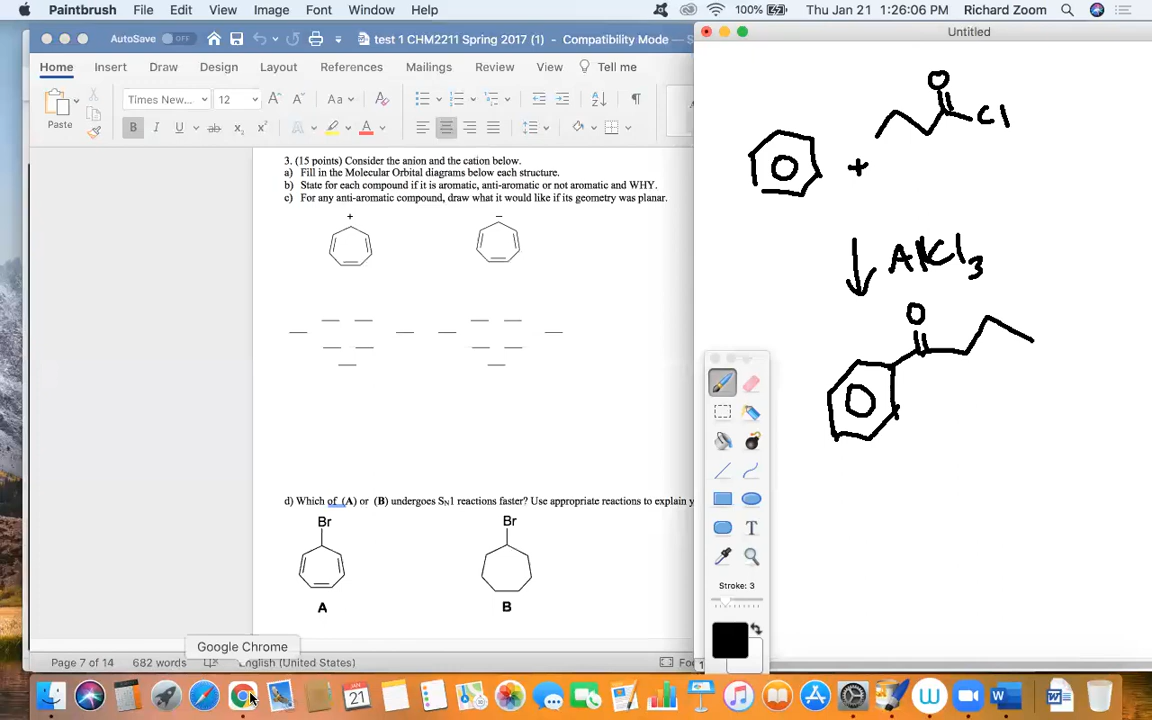 Paintbrush File Edit View Image Font Window Help 100% Thu Jan 21 1:26:06 PM Richard Zoom
AutoSave test 1 CHM2211 Spring 2017 (1) - Compatibility Mode
Untitled
Home Insert Draw Design Layout References Mailings Review View Tell me
Paste Times New... 12 A A Aa
B I U ab x2 x2 A
3. (15 points) Consider the anion and the cation below.
a) Fill in the Molecular Orbital diagrams below each structure.
b) State for each compound if it is aromatic, anti-aromatic or not aromatic and WHY.
c) For any anti-aromatic compound, draw what it would like if its geometry was planar.
+ −
d) Which of (A) or (B) undergoes SN1 reactions faster? Use appropriate reactions to explain y
Br Br
A B
O
Cl
+
AlCl3
O
T
Stroke: 3
Google Chrome
Page 7 of 14 682 words English (United States)
JAN
21
W